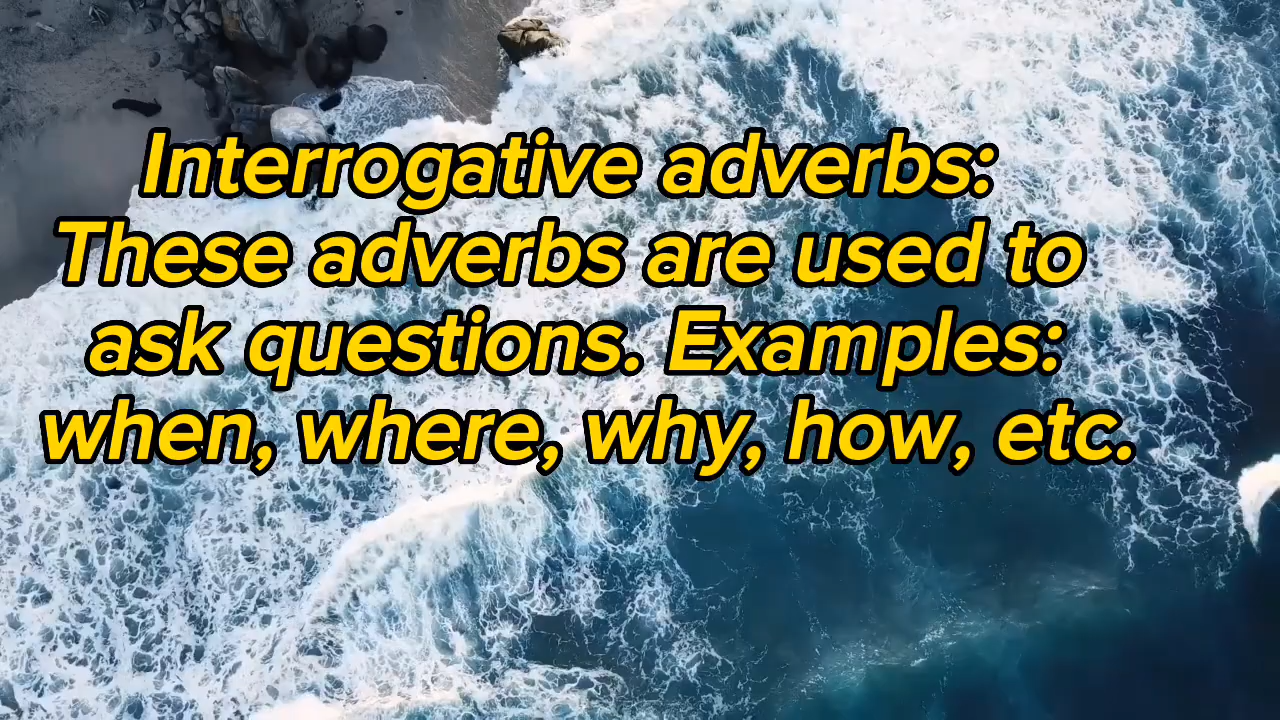 Interrogative adverbs:
These adverbs are used to
ask questions. Examples:
when, where, why, how, etc.